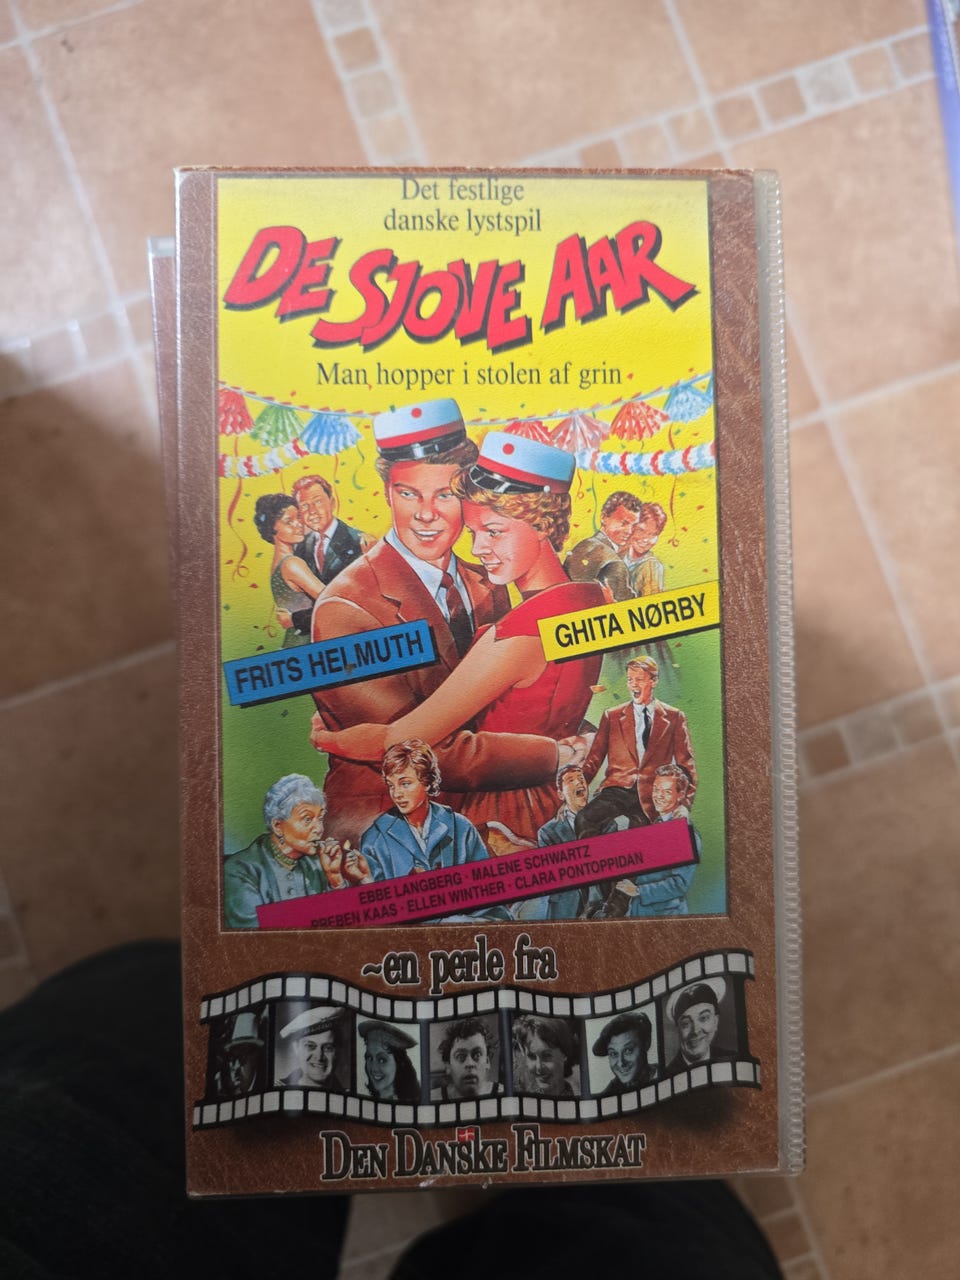 Det festlige
danske lystspil
DE SJOVE AAR
Man hopper i stolen af grin
FRITS HELMUTH
GHITA NØRBY
EBBE LANGBERG · MALENE SCHWARTZ
PREBEN KAAS · ELLEN WINTHER · CLARA PONTOPPIDAN
~en perle fra
DEN DANSKE FILMSKAT